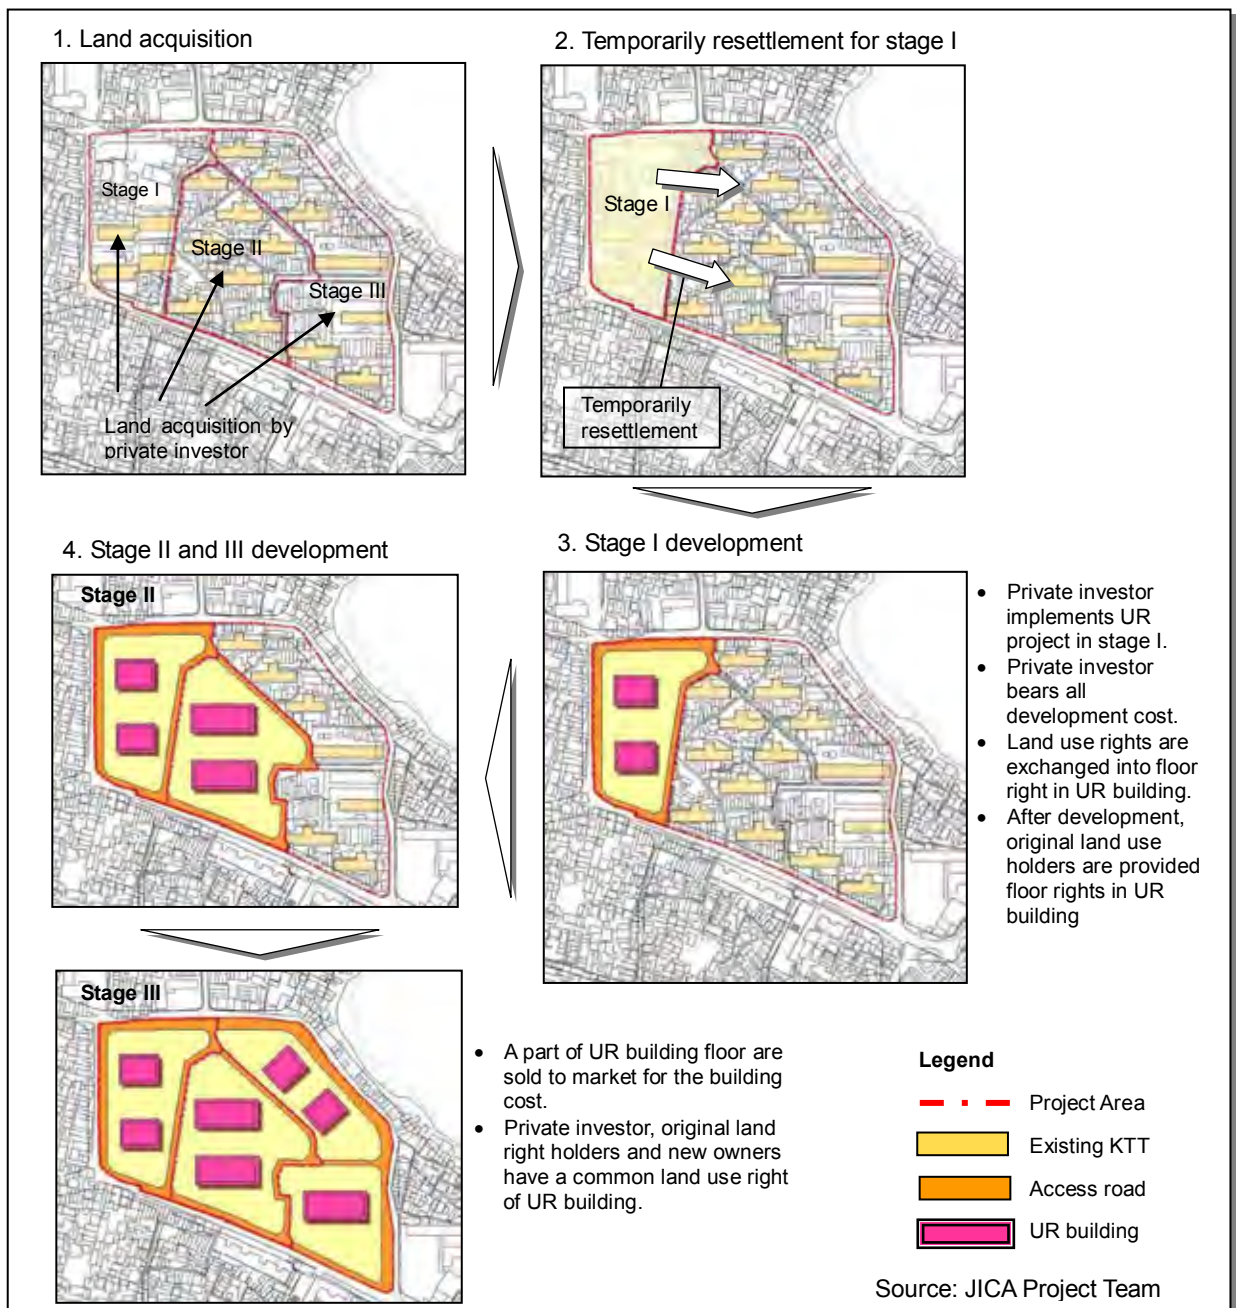 1. Land acquisition
Stage I
Stage II
Stage III
Land acquisition by
private investor
2. Temporarily resettlement for stage I
Stage I
Temporarily
resettlement
3. Stage I development
• Private investor
implements UR
project in stage I.
• Private investor
bears all
development cost.
• Land use rights are
exchanged into floor
right in UR building.
• After development,
original land use
holders are provided
floor rights in UR
building
4. Stage II and III development
Stage II
Stage III
• A part of UR building floor are
sold to market for the building
cost.
• Private investor, original land
right holders and new owners
have a common land use right
of UR building.
Legend
Project Area
Existing KTT
Access road
UR building
Source: JICA Project Team